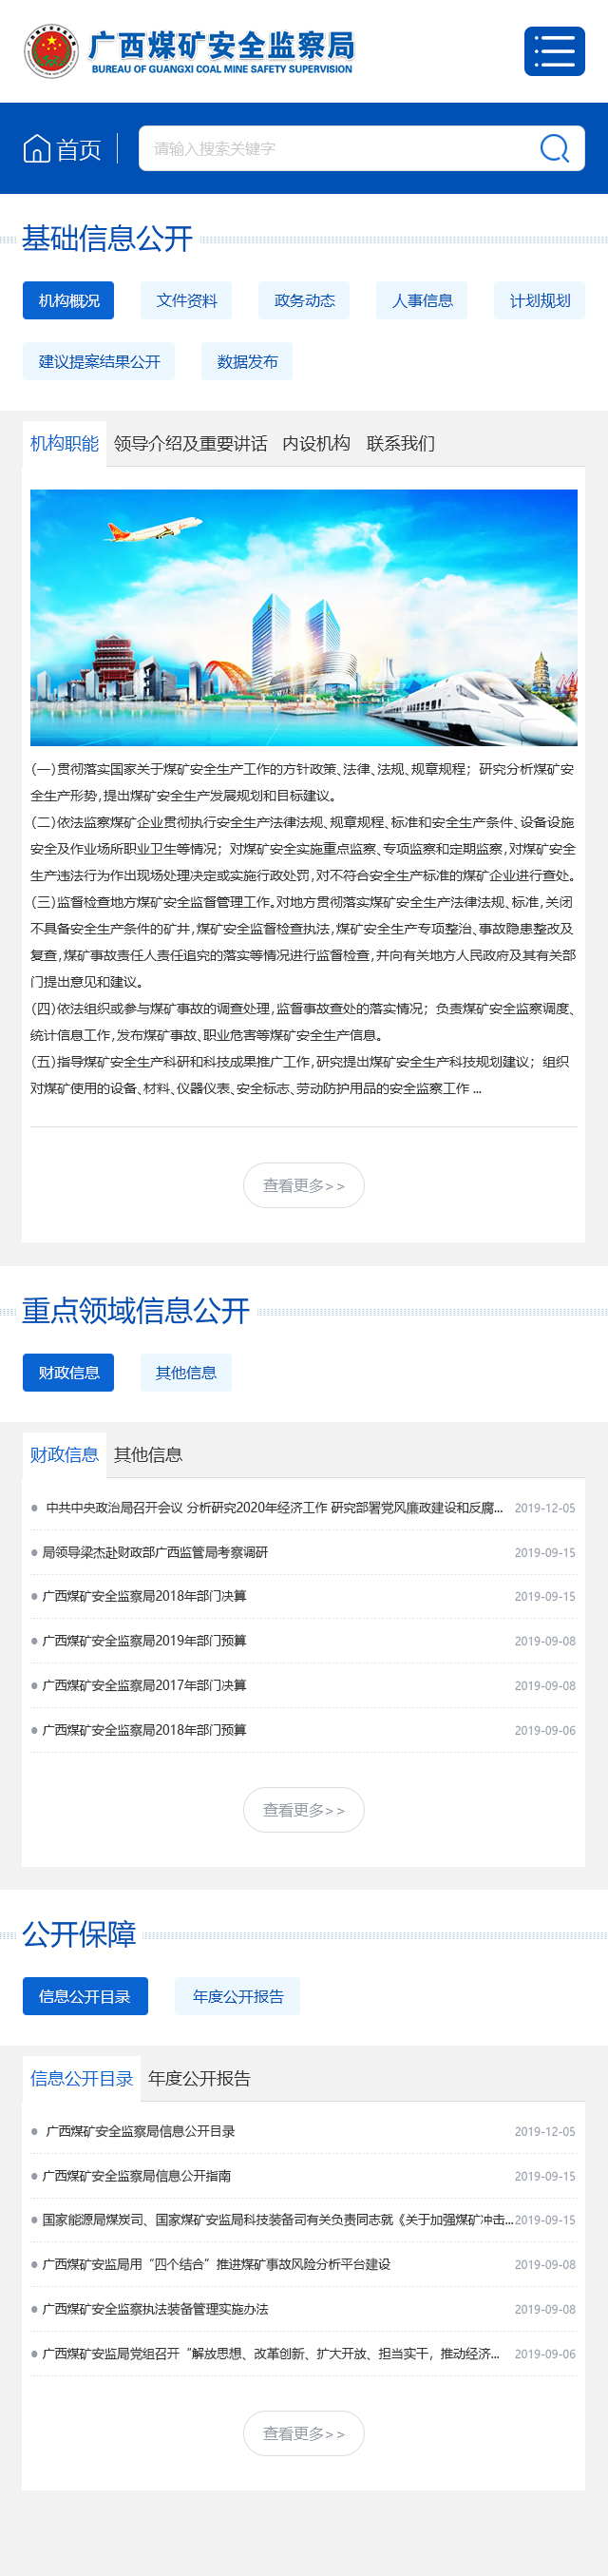 广西煤矿安全监察局
BUREAU OF GUANGXI COAL MINE SAFETY SUPERVISION
首页
请输入搜索关健字
基础信息公开
机构概况 文件资料 政务动态 人事信息 计划规划
建议提案结果公开 数据发布
机构职能 领导介绍及重要讲话 内设机构 联系我们
(一)贯彻落实国家关于煤矿安全生产工作的方针政策、法律、法规、规章规程；研究分析煤矿安
全生产形势,提出煤矿安全生产发展规划和目标建议。
(二)依法监察煤矿企业贯彻执行安全生产法律法规、规章规程、标准和安全生产条件、设备设施
安全及作业场所职业卫生等情况；对煤矿安全实施重点监察、专项监察和定期监察,对煤矿安全
生产违法行为作出现场处理决定或实施行政处罚,对不符合安全生产标准的煤矿企业进行查处。
(三)监督检查地方煤矿安全监督管理工作。对地方贯彻落实煤矿安全生产法律法规、标准,关闭
不具备安全生产条件的矿井,煤矿安全监督检查执法,煤矿安全生产专项整治、事故隐患整改及
复查,煤矿事故责任人责任追究的落实等情况进行监督检查,并向有关地方人民政府及其有关部
门提出意见和建议。
(四)依法组织或参与煤矿事故的调查处理,监督事故查处的落实情况；负责煤矿安全监察调度、
统计信息工作,发布煤矿事故、职业危害等煤矿安全生产信息。
(五)指导煤矿安全生产科研和科技成果推广工作,研究提出煤矿安全生产科技规划建议；组织
对煤矿使用的设备、材料、仪器仪表、安全标志、劳动防护用品的安全监察工作 ...
查看更多>>
重点领域信息公开
财政信息 其他信息
财政信息 其他信息
中共中央政治局召开会议 分析研究2020年经济工作 研究部署党风廉政建设和反腐... 2019-12-05
局领导梁杰赴财政部广西监管局考察调研 2019-09-15
广西煤矿安全监察局2018年部门决算 2019-09-15
广西煤矿安全监察局2019年部门预算 2019-09-08
广西煤矿安全监察局2017年部门决算 2019-09-08
广西煤矿安全监察局2018年部门预算 2019-09-06
查看更多>>
公开保障
信息公开目录 年度公开报告
信息公开目录 年度公开报告
广西煤矿安全监察局信息公开目录 2019-12-05
广西煤矿安全监察局信息公开指南 2019-09-15
国家能源局煤炭司、国家煤矿安监局科技装备司有关负责同志就《关于加强煤矿冲击... 2019-09-15
广西煤矿安监局用“四个结合”推进煤矿事故风险分析平台建设 2019-09-08
广西煤矿安全监察执法装备管理实施办法 2019-09-08
广西煤矿安监局党组召开“解放思想、改革创新、扩大开放、担当实干，推动经济... 2019-09-06
查看更多>>